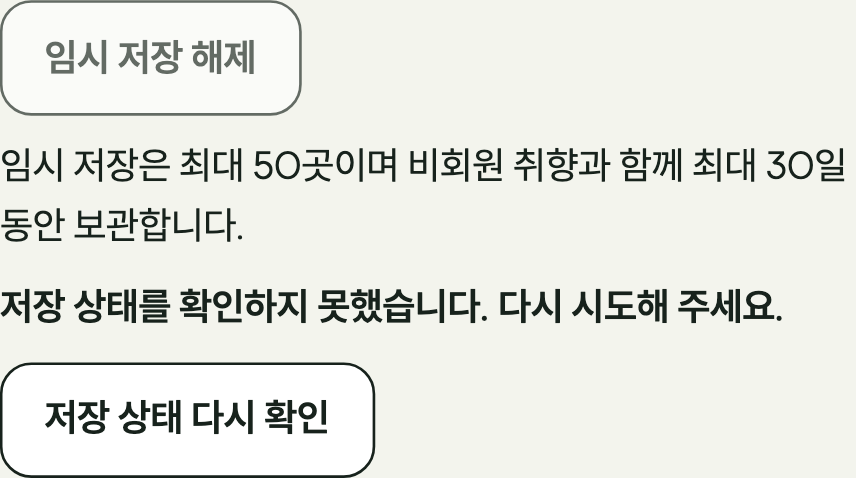 임시 저장 해제
임시 저장은 최대 50곳이며 비회원 취향과 함께 최대 30일
동안 보관합니다.
저장 상태를 확인하지 못했습니다. 다시 시도해 주세요.
저장 상태 다시 확인